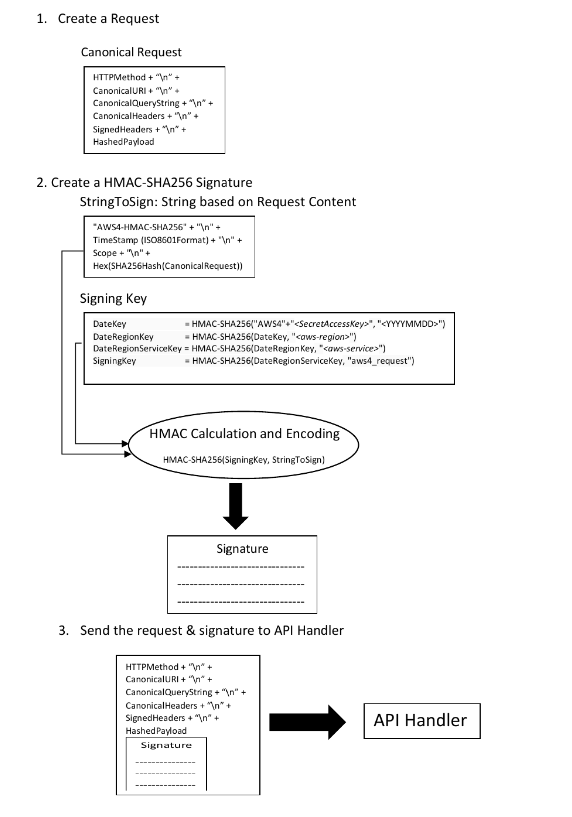 1. Create a Request
Canonical Request
HTTPMethod + "\n" +
CanonicalURI + "\n" +
CanonicalQueryString + "\n" +
CanonicalHeaders + "\n" +
SignedHeaders + "\n" +
HashedPayload
2. Create a HMAC-SHA256 Signature
StringToSign: String based on Request Content
"AWS4-HMAC-SHA256" + "\n" +
TimeStamp (ISO8601Format) + "\n" +
Scope + "\n" +
Hex(SHA256Hash(CanonicalRequest))
Signing Key
DateKey = HMAC-SHA256("AWS4"+"<SecretAccessKey>", "<YYYYMMDD>")
DateRegionKey = HMAC-SHA256(DateKey, "<aws-region>")
DateRegionServiceKey = HMAC-SHA256(DateRegionKey, "<aws-service>")
SigningKey = HMAC-SHA256(DateRegionServiceKey, "aws4_request")
HMAC Calculation and Encoding
HMAC-SHA256(SigningKey, StringToSign)
Signature
3. Send the request & signature to API Handler
HTTPMethod + "\n" +
CanonicalURI + "\n" +
CanonicalQueryString + "\n" +
CanonicalHeaders + "\n" +
SignedHeaders + "\n" +
HashedPayload
Signature
API Handler